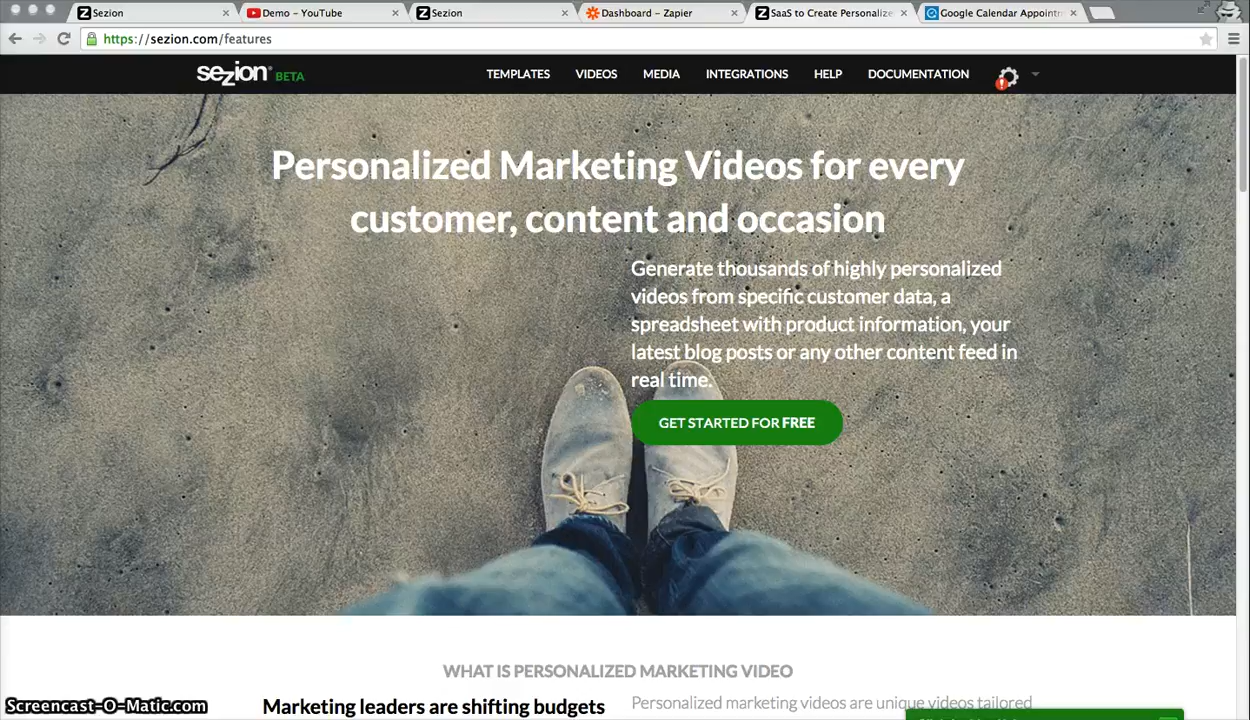 Sezion
Demo – YouTube
Sezion
Dashboard – Zapier
SaaS to Create Personalize
Google Calendar Appointm
https://sezion.com/features
sezion BETA
TEMPLATES
VIDEOS
MEDIA
INTEGRATIONS
HELP
DOCUMENTATION
Personalized Marketing Videos for every
customer, content and occasion
Generate thousands of highly personalized
videos from specific customer data, a
spreadsheet with product information, your
latest blog posts or any other content feed in
real time.
GET STARTED FOR FREE
WHAT IS PERSONALIZED MARKETING VIDEO
Marketing leaders are shifting budgets
Personalized marketing videos are unique videos tailored
Screencast-O-Matic.com